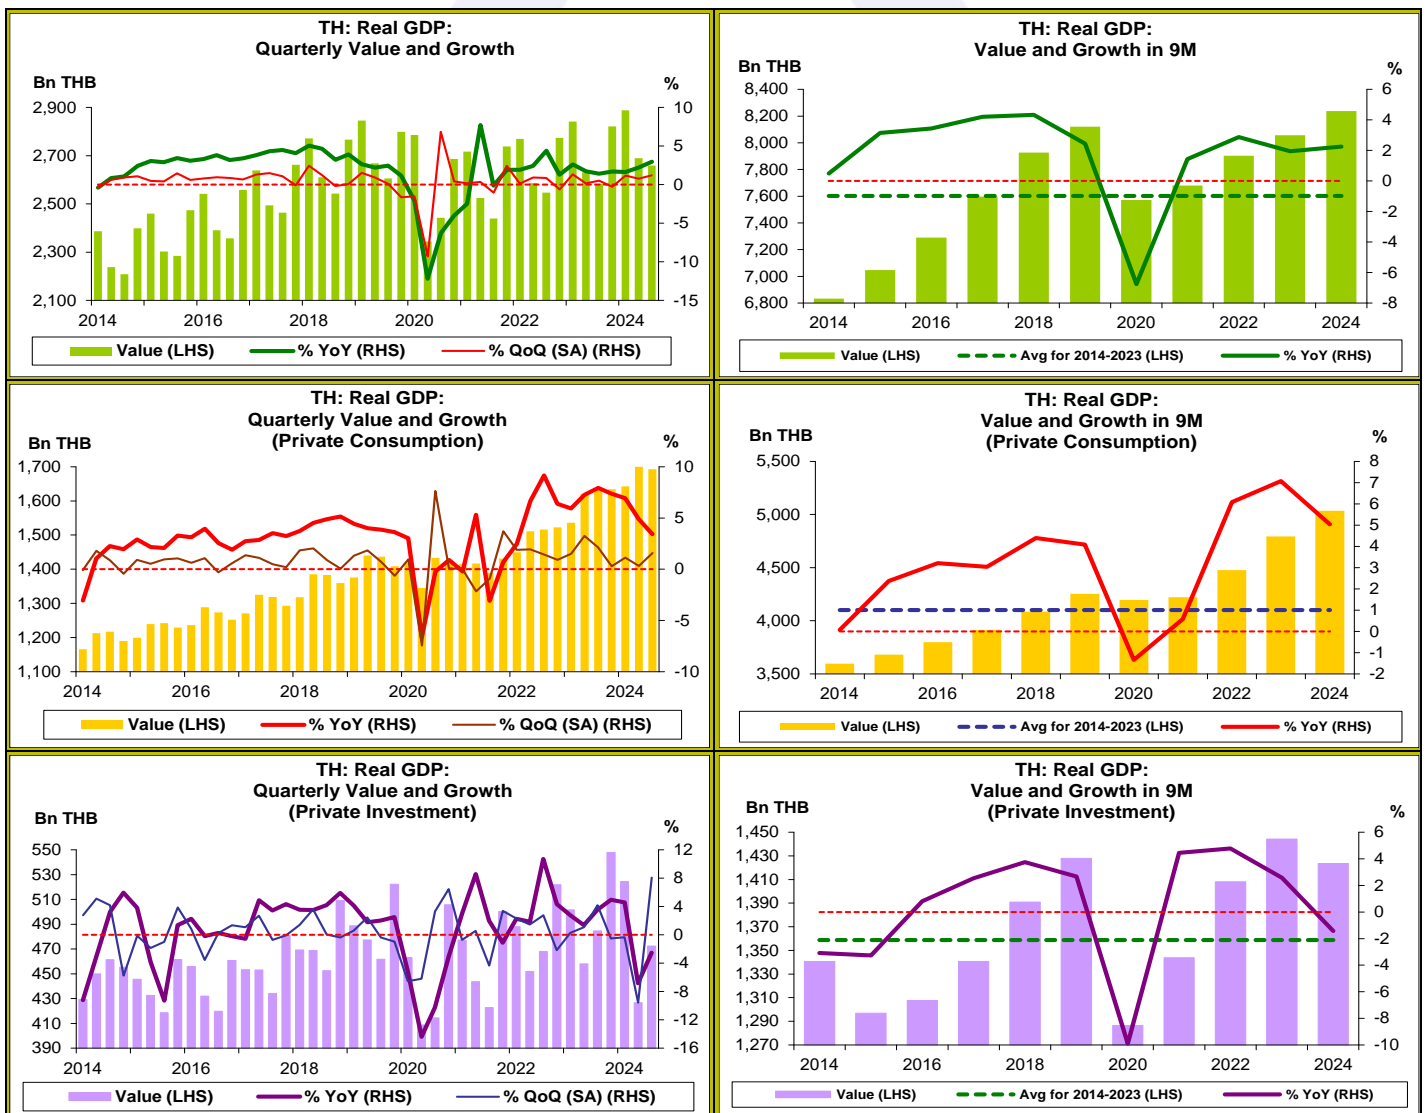 TH: Real GDP:
Quarterly Value and Growth
Bn THB
%
2,900
2,700
2,500
2,300
2,100
10
5
0
-5
-10
-15
2014 2016 2018 2020 2022 2024
Value (LHS) % YoY (RHS) % QoQ (SA) (RHS)
TH: Real GDP:
Value and Growth in 9M
Bn THB
%
8,400
8,200
8,000
7,800
7,600
7,400
7,200
7,000
6,800
6
4
2
0
-2
-4
-6
-8
2014 2016 2018 2020 2022 2024
Value (LHS) Avg for 2014-2023 (LHS) % YoY (RHS)
TH: Real GDP:
Quarterly Value and Growth
(Private Consumption)
Bn THB
%
1,700
1,600
1,500
1,400
1,300
1,200
1,100
10
5
0
-5
-10
2014 2016 2018 2020 2022 2024
Value (LHS) % YoY (RHS) % QoQ (SA) (RHS)
TH: Real GDP:
Value and Growth in 9M
(Private Consumption)
Bn THB
%
5,500
5,000
4,500
4,000
3,500
8
7
6
5
4
3
2
1
0
-1
-2
2014 2016 2018 2020 2022 2024
Value (LHS) Avg for 2014-2023 (LHS) % YoY (RHS)
TH: Real GDP:
Quarterly Value and Growth
(Private Investment)
Bn THB
%
550
530
510
490
470
450
430
410
390
12
8
4
0
-4
-8
-12
-16
2014 2016 2018 2020 2022 2024
Value (LHS) % YoY (RHS) % QoQ (SA) (RHS)
TH: Real GDP:
Value and Growth in 9M
(Private Investment)
Bn THB
%
1,450
1,430
1,410
1,390
1,370
1,350
1,330
1,310
1,290
1,270
6
4
2
0
-2
-4
-6
-8
-10
2014 2016 2018 2020 2022 2024
Value (LHS) Avg for 2014-2023 (LHS) % YoY (RHS)